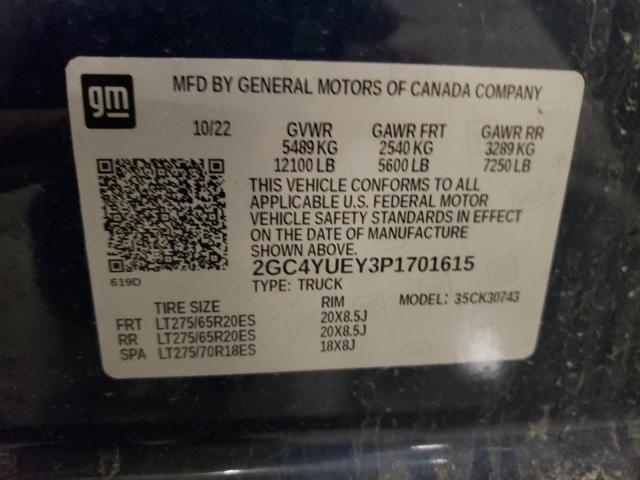 gm
MFD BY GENERAL MOTORS OF CANADA COMPANY
10/22 GVWR GAWR FRT GAWR RR
5489 KG 2540 KG 3289 KG
12100 LB 5600 LB 7250 LB
THIS VEHICLE CONFORMS TO ALL
APPLICABLE U.S. FEDERAL MOTOR
VEHICLE SAFETY STANDARDS IN EFFECT
ON THE DATE OF MANUFACTURE
SHOWN ABOVE.
619D
2GC4YUEY3P1701615
TYPE: TRUCK MODEL: 35CK30743
TIRE SIZE RIM
FRT LT275/65R20ES 20X8.5J
RR LT275/65R20ES 20X8.5J
SPA LT275/70R18ES 18X8J